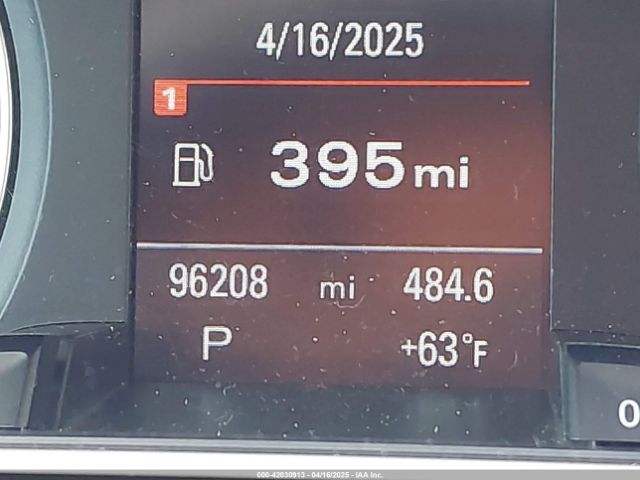 4/16/2025
1
395 mi
96208 mi 484.6
P +63°F
0
000-42030913 - 04/16/2025 - IAA Inc.